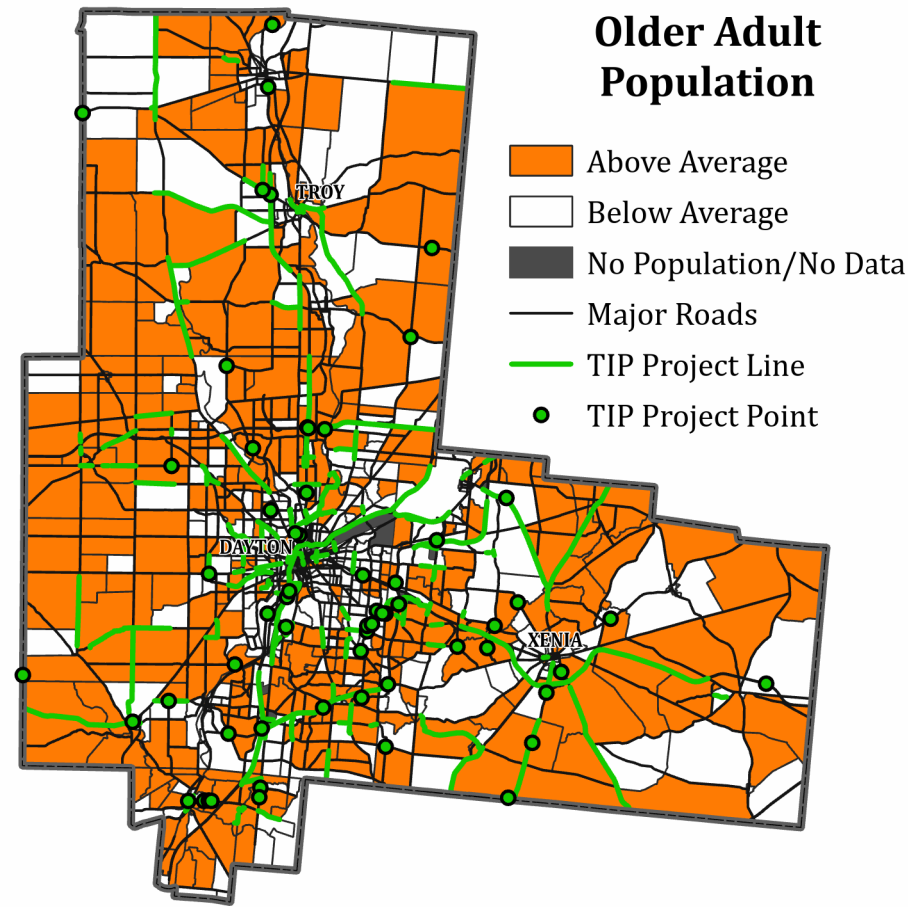 Older Adult
Population
Above Average
Below Average
No Population/No Data
Major Roads
TIP Project Line
TIP Project Point
TROY
DAYTON
XENIA